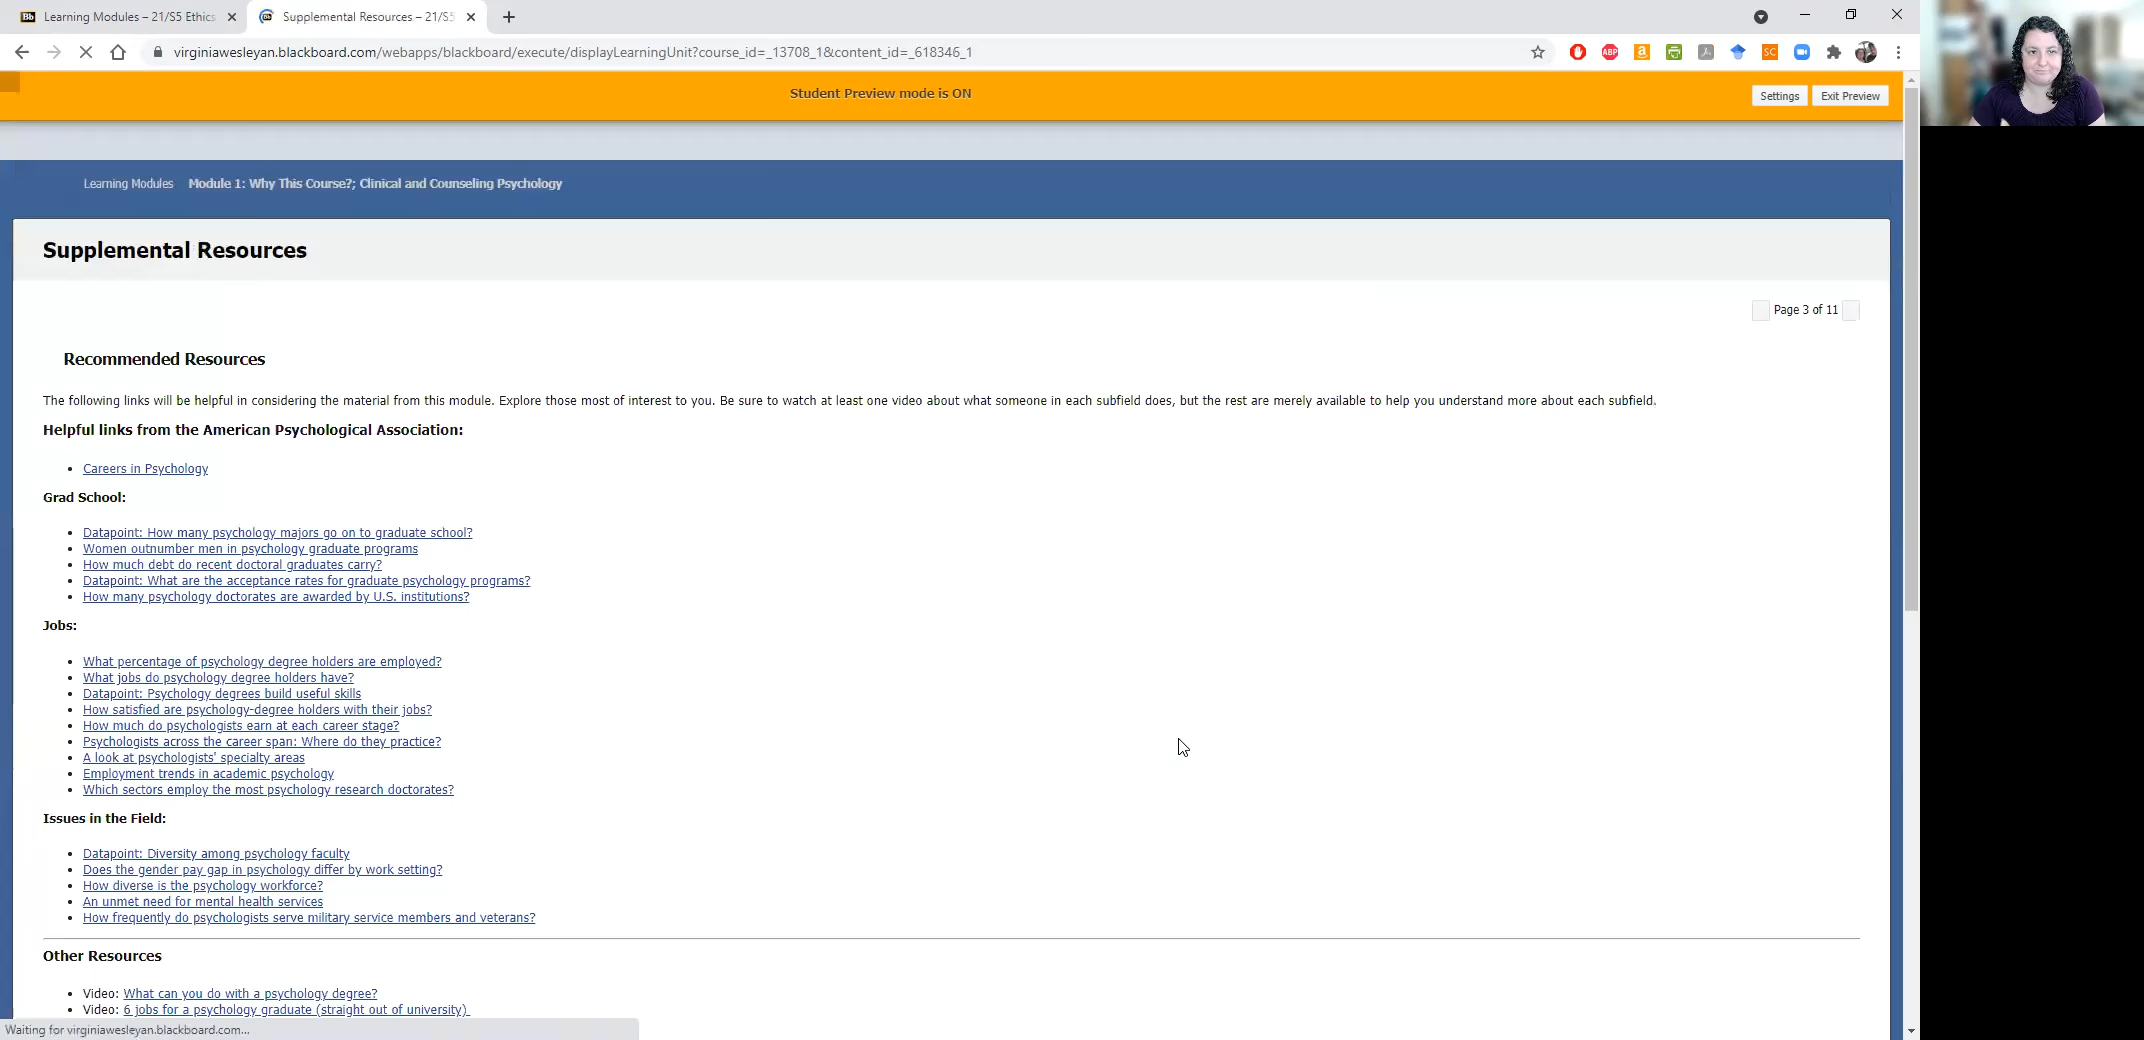 Learning Modules – 21/S5 Ethics
Supplemental Resources – 21/S5
virginiawesleyan.blackboard.com/webapps/blackboard/execute/displayLearningUnit?course_id=_13708_1&content_id=_618346_1
Student Preview mode is ON
Settings
Exit Preview
Learning Modules Module 1: Why This Course?; Clinical and Counseling Psychology
Supplemental Resources
Page 3 of 11
Recommended Resources
The following links will be helpful in considering the material from this module. Explore those most of interest to you. Be sure to watch at least one video about what someone in each subfield does, but the rest are merely available to help you understand more about each subfield.
Helpful links from the American Psychological Association:
• Careers in Psychology
Grad School:
• Datapoint: How many psychology majors go on to graduate school?
• Women outnumber men in psychology graduate programs
• How much debt do recent doctoral graduates carry?
• Datapoint: What are the acceptance rates for graduate psychology programs?
• How many psychology doctorates are awarded by U.S. institutions?
Jobs:
• What percentage of psychology degree holders are employed?
• What jobs do psychology degree holders have?
• Datapoint: Psychology degrees build useful skills
• How satisfied are psychology-degree holders with their jobs?
• How much do psychologists earn at each career stage?
• Psychologists across the career span: Where do they practice?
• A look at psychologists' specialty areas
• Employment trends in academic psychology
• Which sectors employ the most psychology research doctorates?
Issues in the Field:
• Datapoint: Diversity among psychology faculty
• Does the gender pay gap in psychology differ by work setting?
• How diverse is the psychology workforce?
• An unmet need for mental health services
• How frequently do psychologists serve military service members and veterans?
Other Resources
• Video: What can you do with a psychology degree?
• Video: 6 jobs for a psychology graduate (straight out of university)
Waiting for virginiawesleyan.blackboard.com...